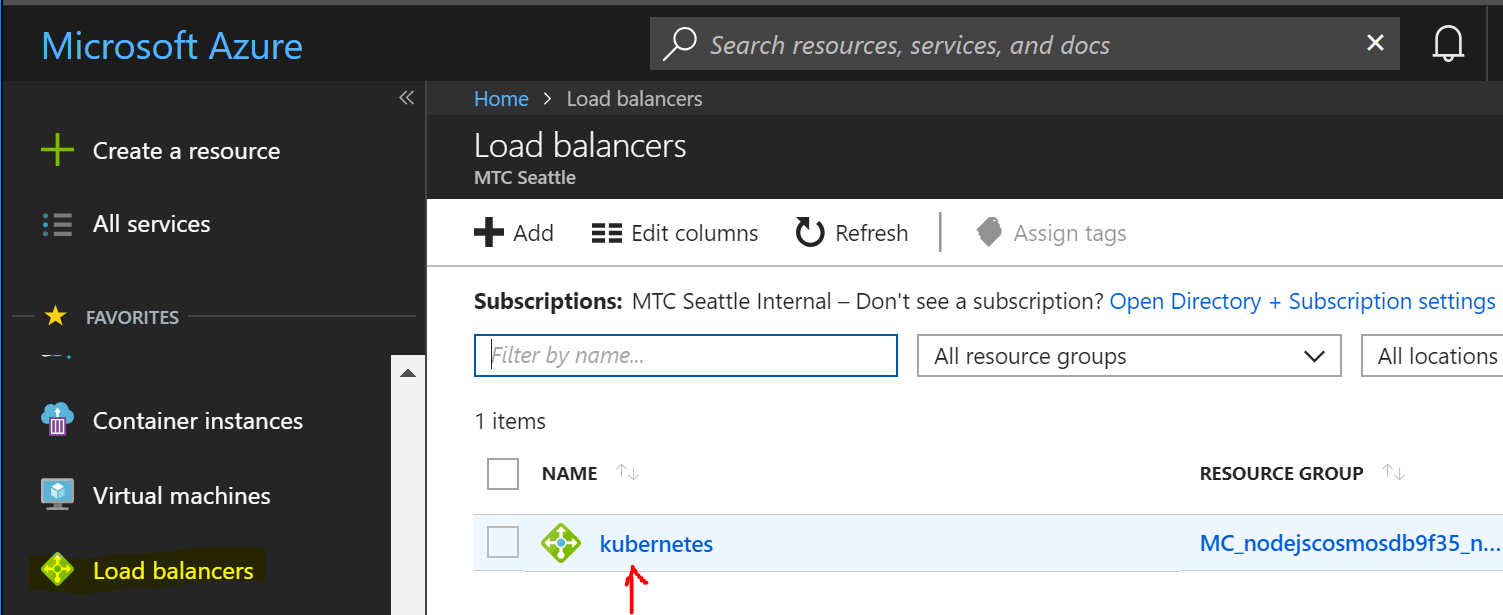 Microsoft Azure
Search resources, services, and docs
Home > Load balancers
Create a resource
All services
FAVORITES
Container instances
Virtual machines
Load balancers
Load balancers
MTC Seattle
Add Edit columns Refresh Assign tags
Subscriptions: MTC Seattle Internal – Don't see a subscription? Open Directory + Subscription settings
Filter by name... All resource groups All locations
1 items
NAME RESOURCE GROUP
kubernetes MC_nodejscosmosdb9f35_n...